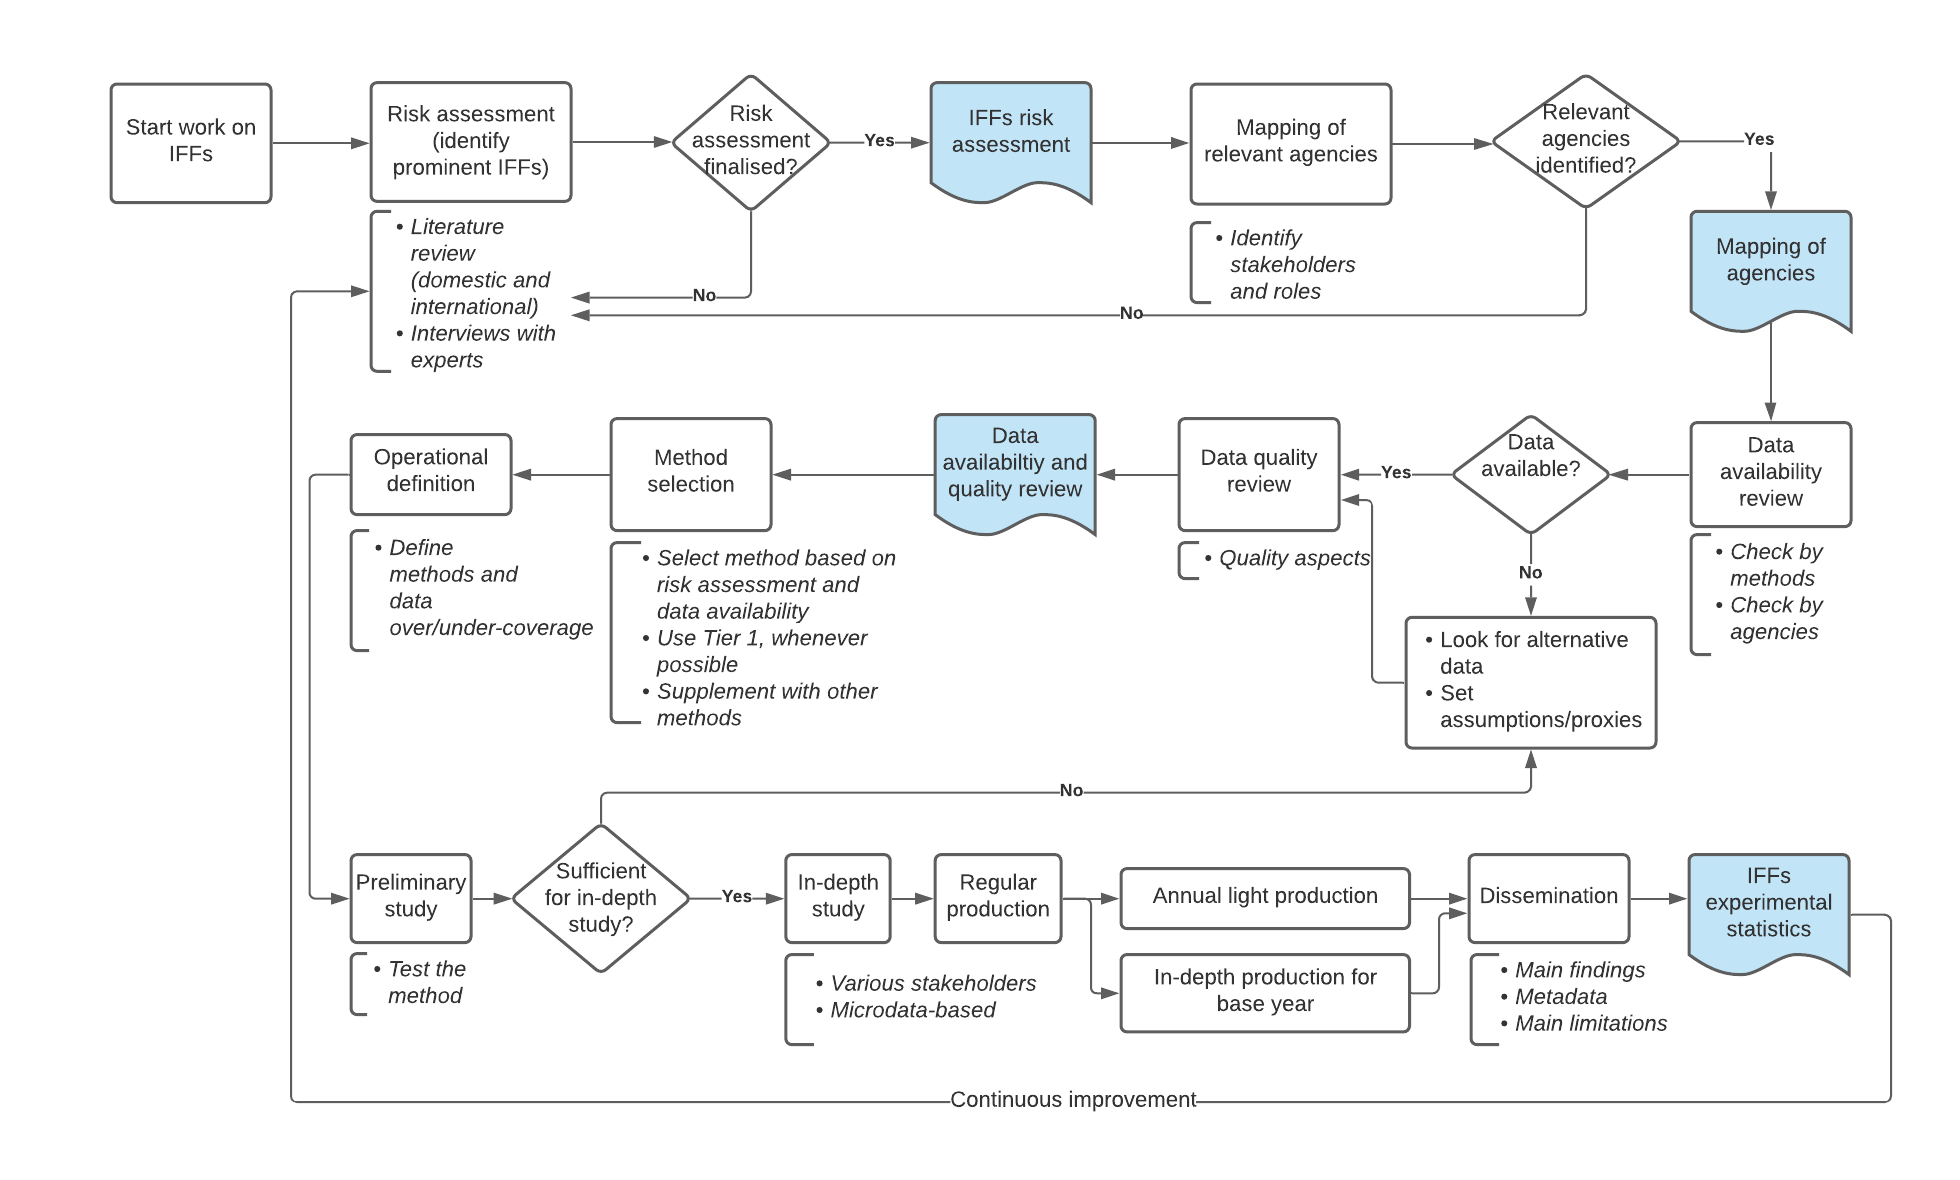 Start work on
IFFs
Risk assessment
(identify
prominent IFFs)
• Literature
review
(domestic and
international)
• Interviews with
experts
Risk
assessment
finalised?
Yes
No
IFFs risk
assessment
Mapping of
relevant agencies
• Identify
stakeholders
and roles
Relevant
agencies
identified?
Yes
No
Mapping of
agencies
Data
availability
review
• Check by
methods
• Check by
agencies
Data
available?
Yes
No
• Look for alternative
data
• Set
assumptions/proxies
Data quality
review
• Quality aspects
Data
availabiltiy and
quality review
Method
selection
• Select method based on
risk assessment and
data availability
• Use Tier 1, whenever
possible
• Supplement with other
methods
Operational
definition
• Define
methods and
data
over/under-coverage
Preliminary
study
• Test the
method
Sufficient
for in-depth
study?
No
Yes
In-depth
study
• Various stakeholders
• Microdata-based
Regular
production
Annual light production
In-depth production for
base year
Dissemination
• Main findings
• Metadata
• Main limitations
IFFs
experimental
statistics
Continuous improvement